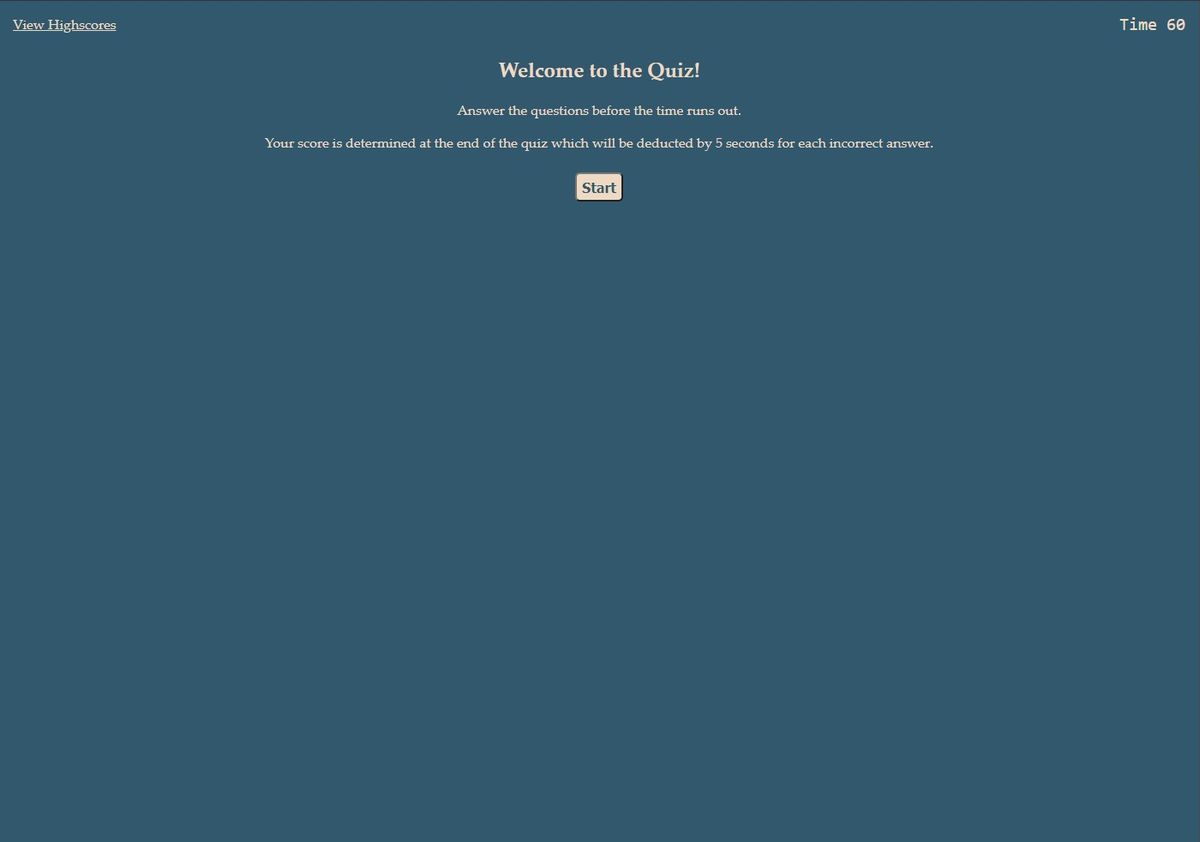 View Highscores
Time 60
Welcome to the Quiz!
Answer the questions before the time runs out.
Your score is determined at the end of the quiz which will be deducted by 5 seconds for each incorrect answer.
Start